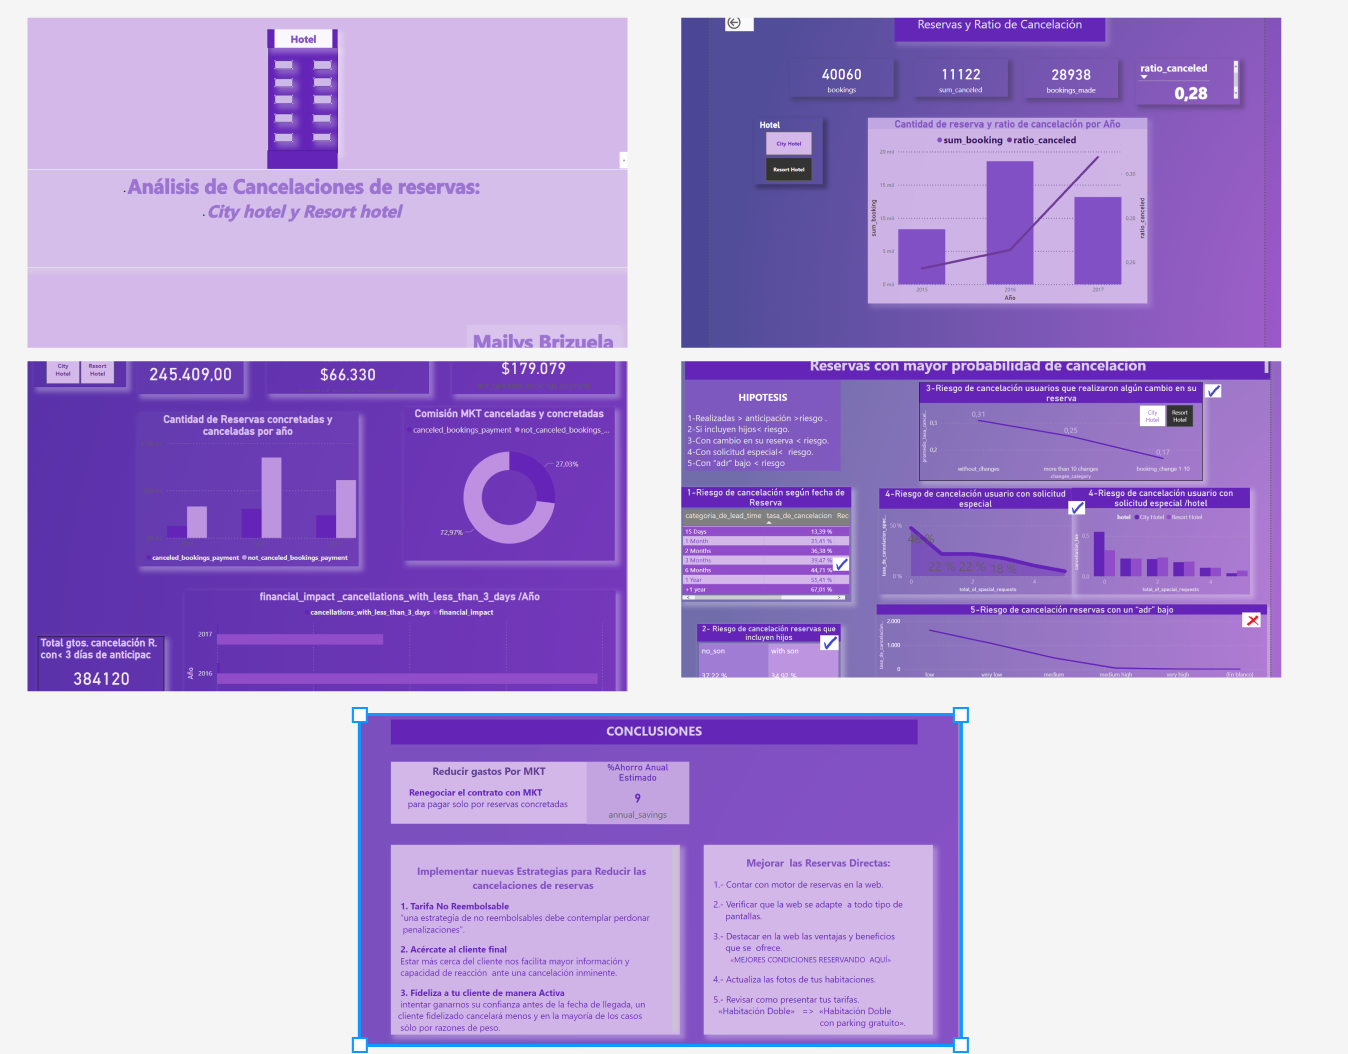 Hotel
Análisis de Cancelaciones de reservas:
City hotel y Resort hotel
Mailys Brizuela
Reservas y Ratio de Cancelación
40060
bookings
11122
sum_canceled
28938
bookings_made
ratio_canceled
0,28
Hotel
City Hotel
Resort Hotel
Cantidad de reserva y ratio de cancelación por Año
sum_booking ratio_canceled
20 mil
15 mil
10 mil
5 mil
0 mil
sum_booking
0,30
0,28
0,26
ratio_canceled
2015 2016 2017
Año
City Hotel
Resort Hotel
245.409,00
$66.330
$179.079
Cantidad de Reservas concretadas y
canceladas por año
canceled_bookings_payment not_canceled_bookings_payment
Comisión MKT canceladas y concretadas
canceled_bookings_payment not_canceled_bookings_...
27,03%
72,97%
financial_impact _cancellations_with_less_than_3_days /Año
cancellations_with_less_than_3_days financial_impact
2017
2016
Año
Total gtos. cancelación R.
con< 3 días de anticipac
384120
Reservas con mayor probabilidad de cancelación
HIPOTESIS
1-Realizadas > anticipación >riesgo .
2-Si incluyen hijos< riesgo.
3-Con cambio en su reserva < riesgo.
4-Con solicitud especial< riesgo.
5-Con "adr" bajo < riesgo
3-Riesgo de cancelación usuarios que realizaron algún cambio en su
reserva
City Hotel
Resort Hotel
0,31
0,25
0,17
0,3
0,2
without_changes more than 10 changes booking_change 1-10
changes_category
1-Riesgo de cancelación según fecha de
Reserva
categoria_de_lead_time tasa_de_cancelacion Rec
15 Days 13,39 %
1 Month 31,41 %
2 Months 36,38 %
3 Months 39,47 %
6 Months 44,71 %
1 Year 55,41 %
+1 year 67,01 %
4-Riesgo de cancelación usuario con solicitud
especial
50 %
0 %
22 % 22 % 18 %
0 2 4
total_of_special_requests
4-Riesgo de cancelación usuario con
solicitud especial /hotel
hotel City Hotel Resort Hotel
0,5
0,0
0 2 4
total_of_special_requests
2- Riesgo de cancelación reservas que
incluyen hijos
no_son with son
37,22 % 34,92 %
5-Riesgo de cancelación reservas con un "adr" bajo
2.000
1.000
0
low very low medium medium high very high (En blanco)
CONCLUSIONES
Reducir gastos Por MKT
Renegociar el contrato con MKT
para pagar solo por reservas concretadas
%Ahorro Anual
Estimado
9
annual_savings
Implementar nuevas Estrategias para Reducir las
cancelaciones de reservas
1. Tarifa No Reembolsable
"una estrategia de no reembolsables debe contemplar perdonar
penalizaciones".
2. Acércate al cliente final
Estar más cerca del cliente nos facilita mayor información y
capacidad de reacción ante una cancelación inminente.
3. Fideliza a tu cliente de manera Activa
intentar ganarnos su confianza antes de la fecha de llegada, un
cliente fidelizado cancelará menos y en la mayoría de los casos
sólo por razones de peso.
Mejorar las Reservas Directas:
1.- Contar con motor de reservas en la web.
2.- Verificar que la web se adapte a todo tipo de
pantallas.
3.- Destacar en la web las ventajas y beneficios
que se ofrece.
«MEJORES CONDICIONES RESERVANDO AQUÍ»
4.- Actualiza las fotos de tus habitaciones.
5.- Revisar como presentar tus tarifas.
«Habitación Doble» => «Habitación Doble
con parking gratuito».